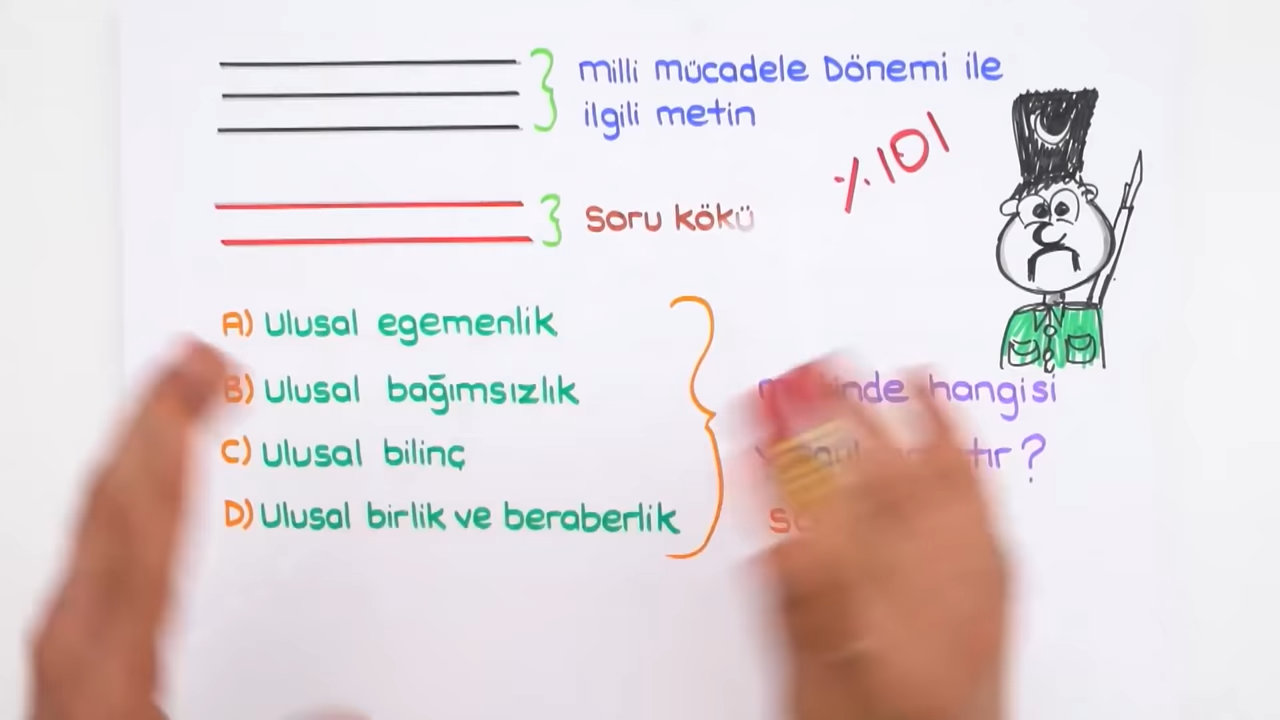 milli mücadele Dönemi ile
ilgili metin
%101
Soru kökü
A) Ulusal egemenlik
B) Ulusal bağımsızlık
hangisi
C) Ulusal bilinç
?
D) Ulusal birlik ve beraberlik